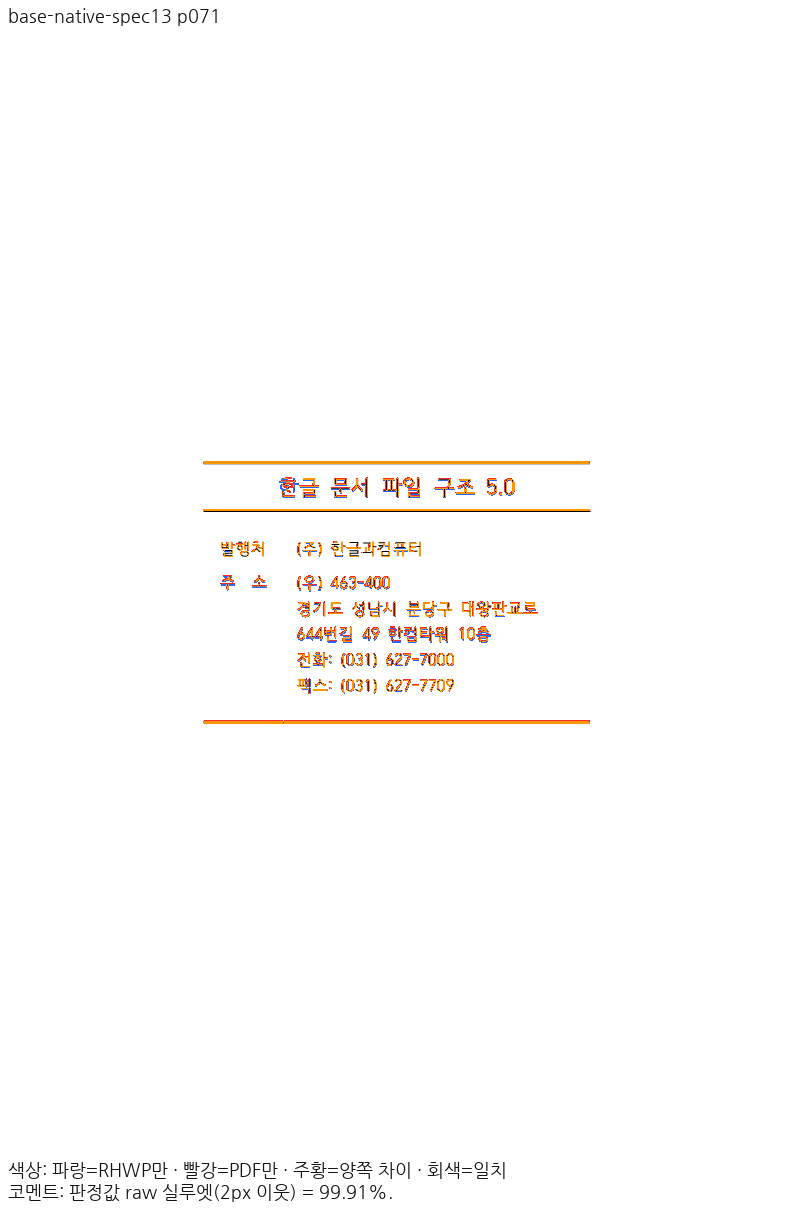 base-native-spec13 p071
한글 문서 파일 구조 5.0
발행처 (주) 한글과컴퓨터
주 소 (우) 463-400
경기도 성남시 분당구 대왕판교로
644번길 49 한컴타워 10층
전화: (031) 627-7000
팩스: (031) 627-7709
색상: 파랑=RHWP만 · 빨강=PDF만 · 주황=양쪽 차이 · 회색=일치
코멘트: 판정값 raw 실루엣(2px 이웃) = 99.91%.